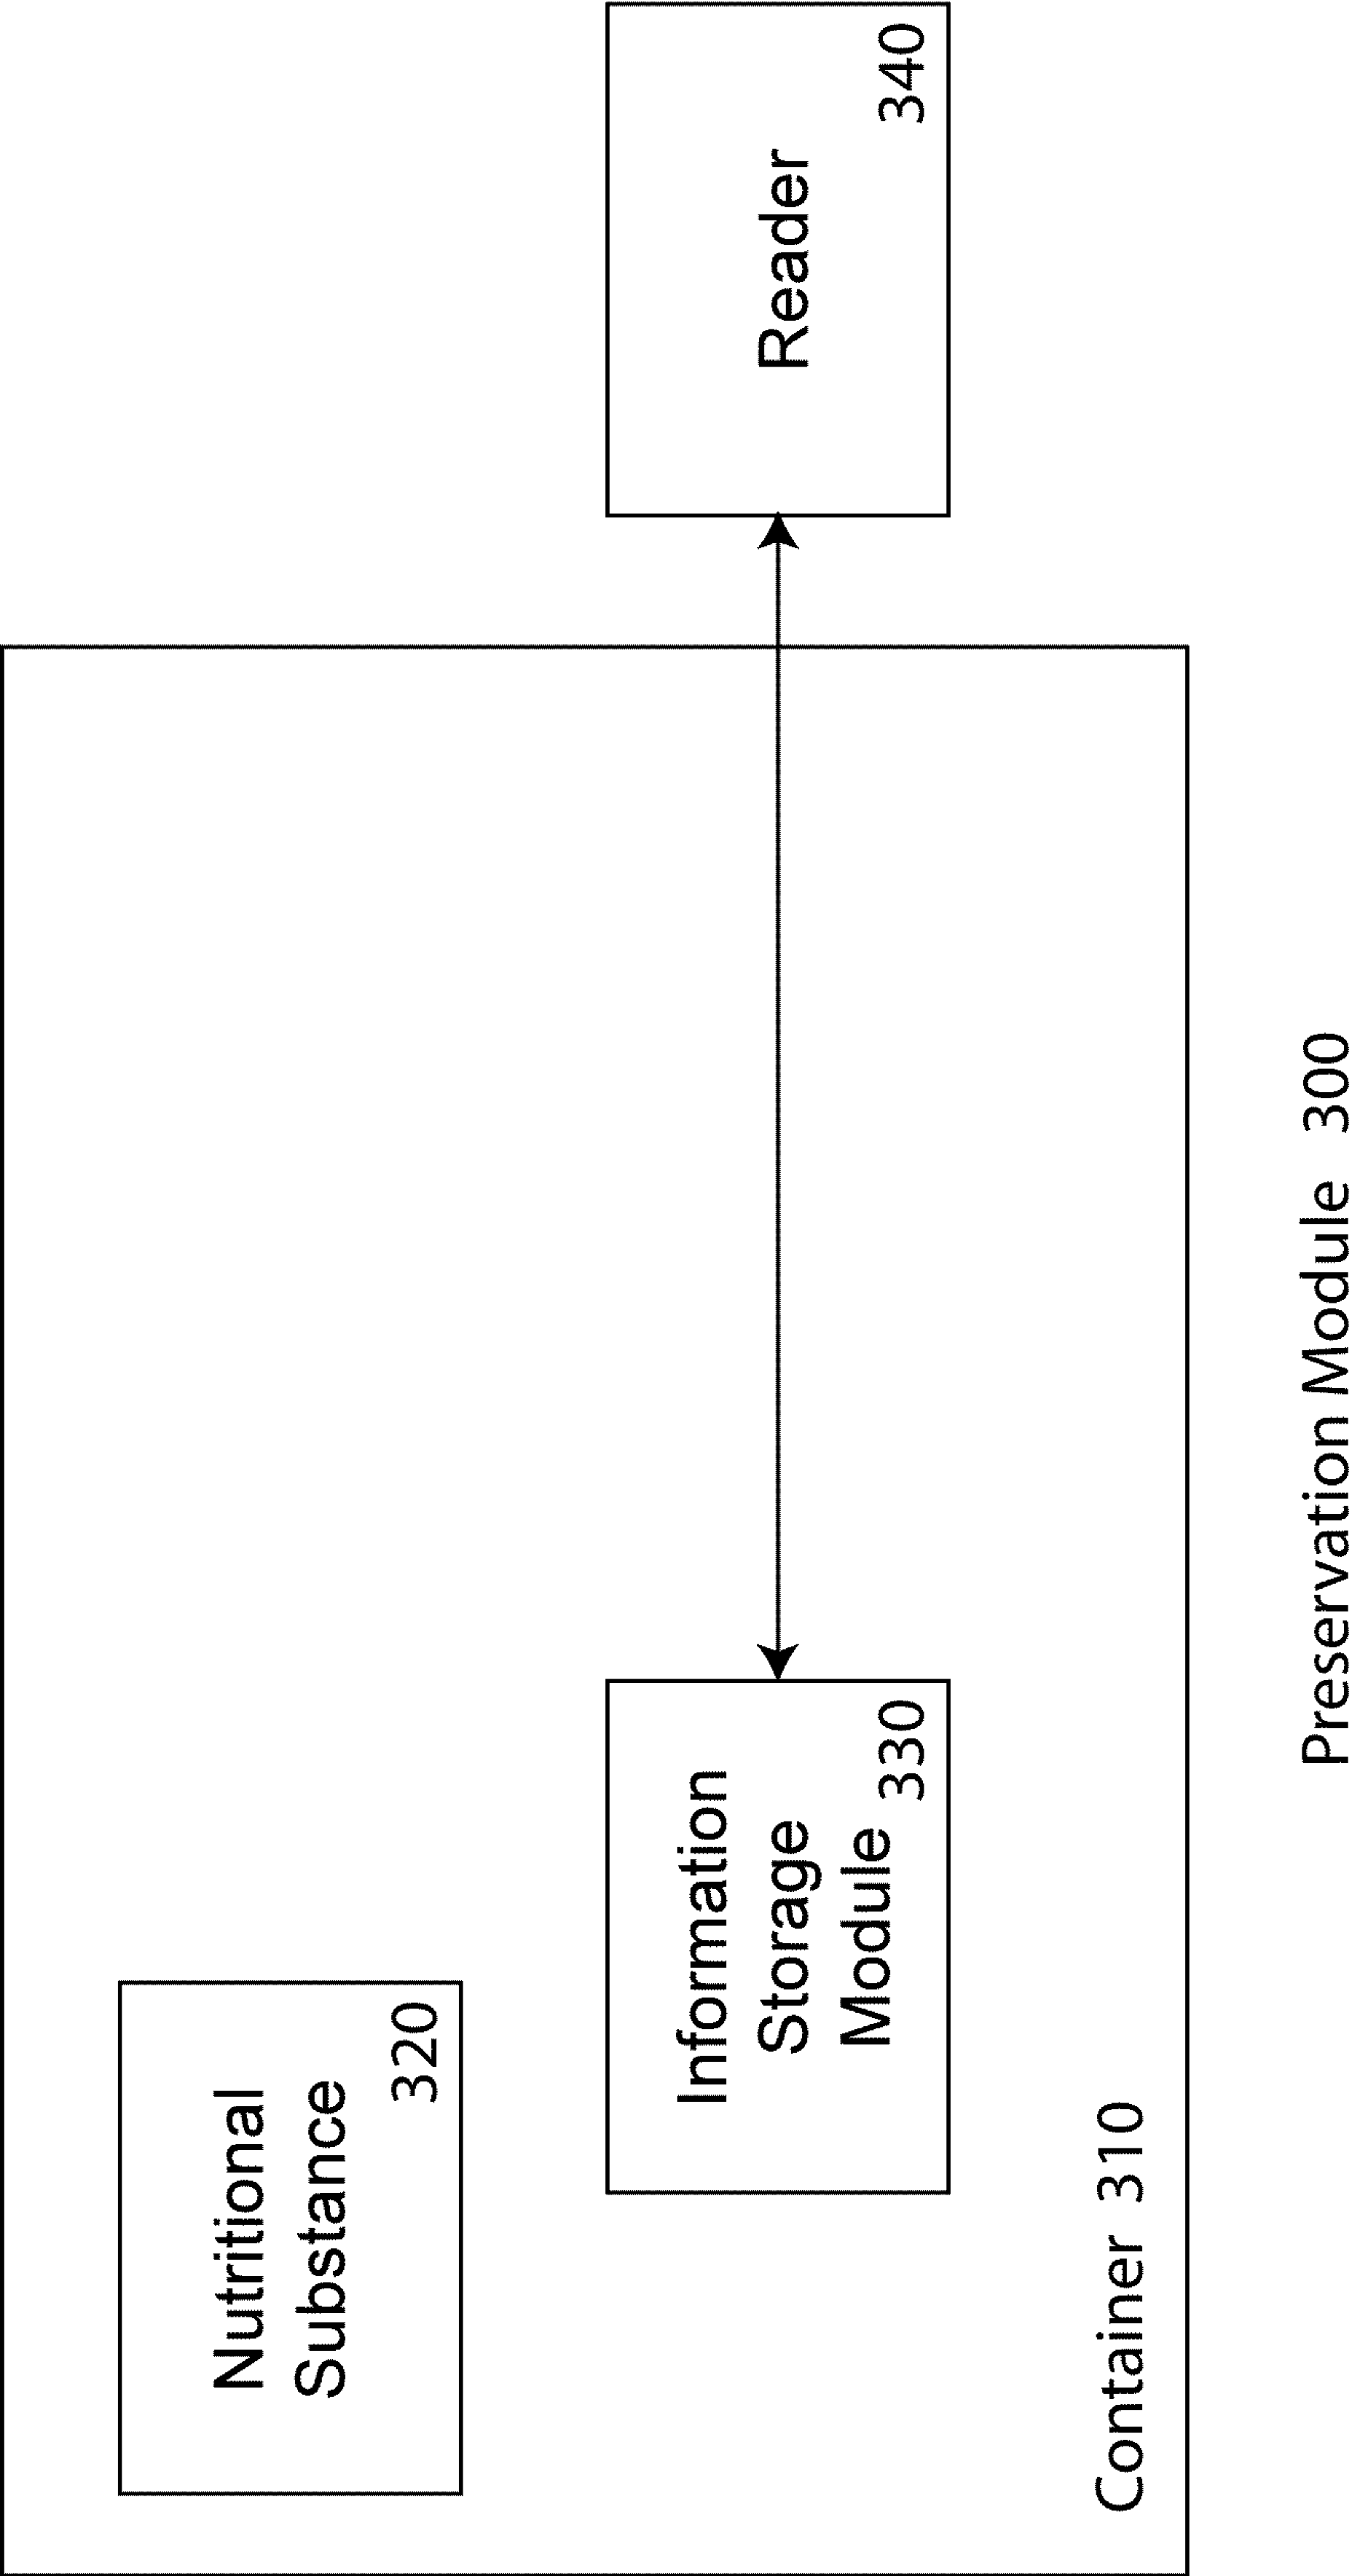 Nutritional
Substance
320
Information
Storage
Module
330
Reader
340
Container 310
Preservation Module 300